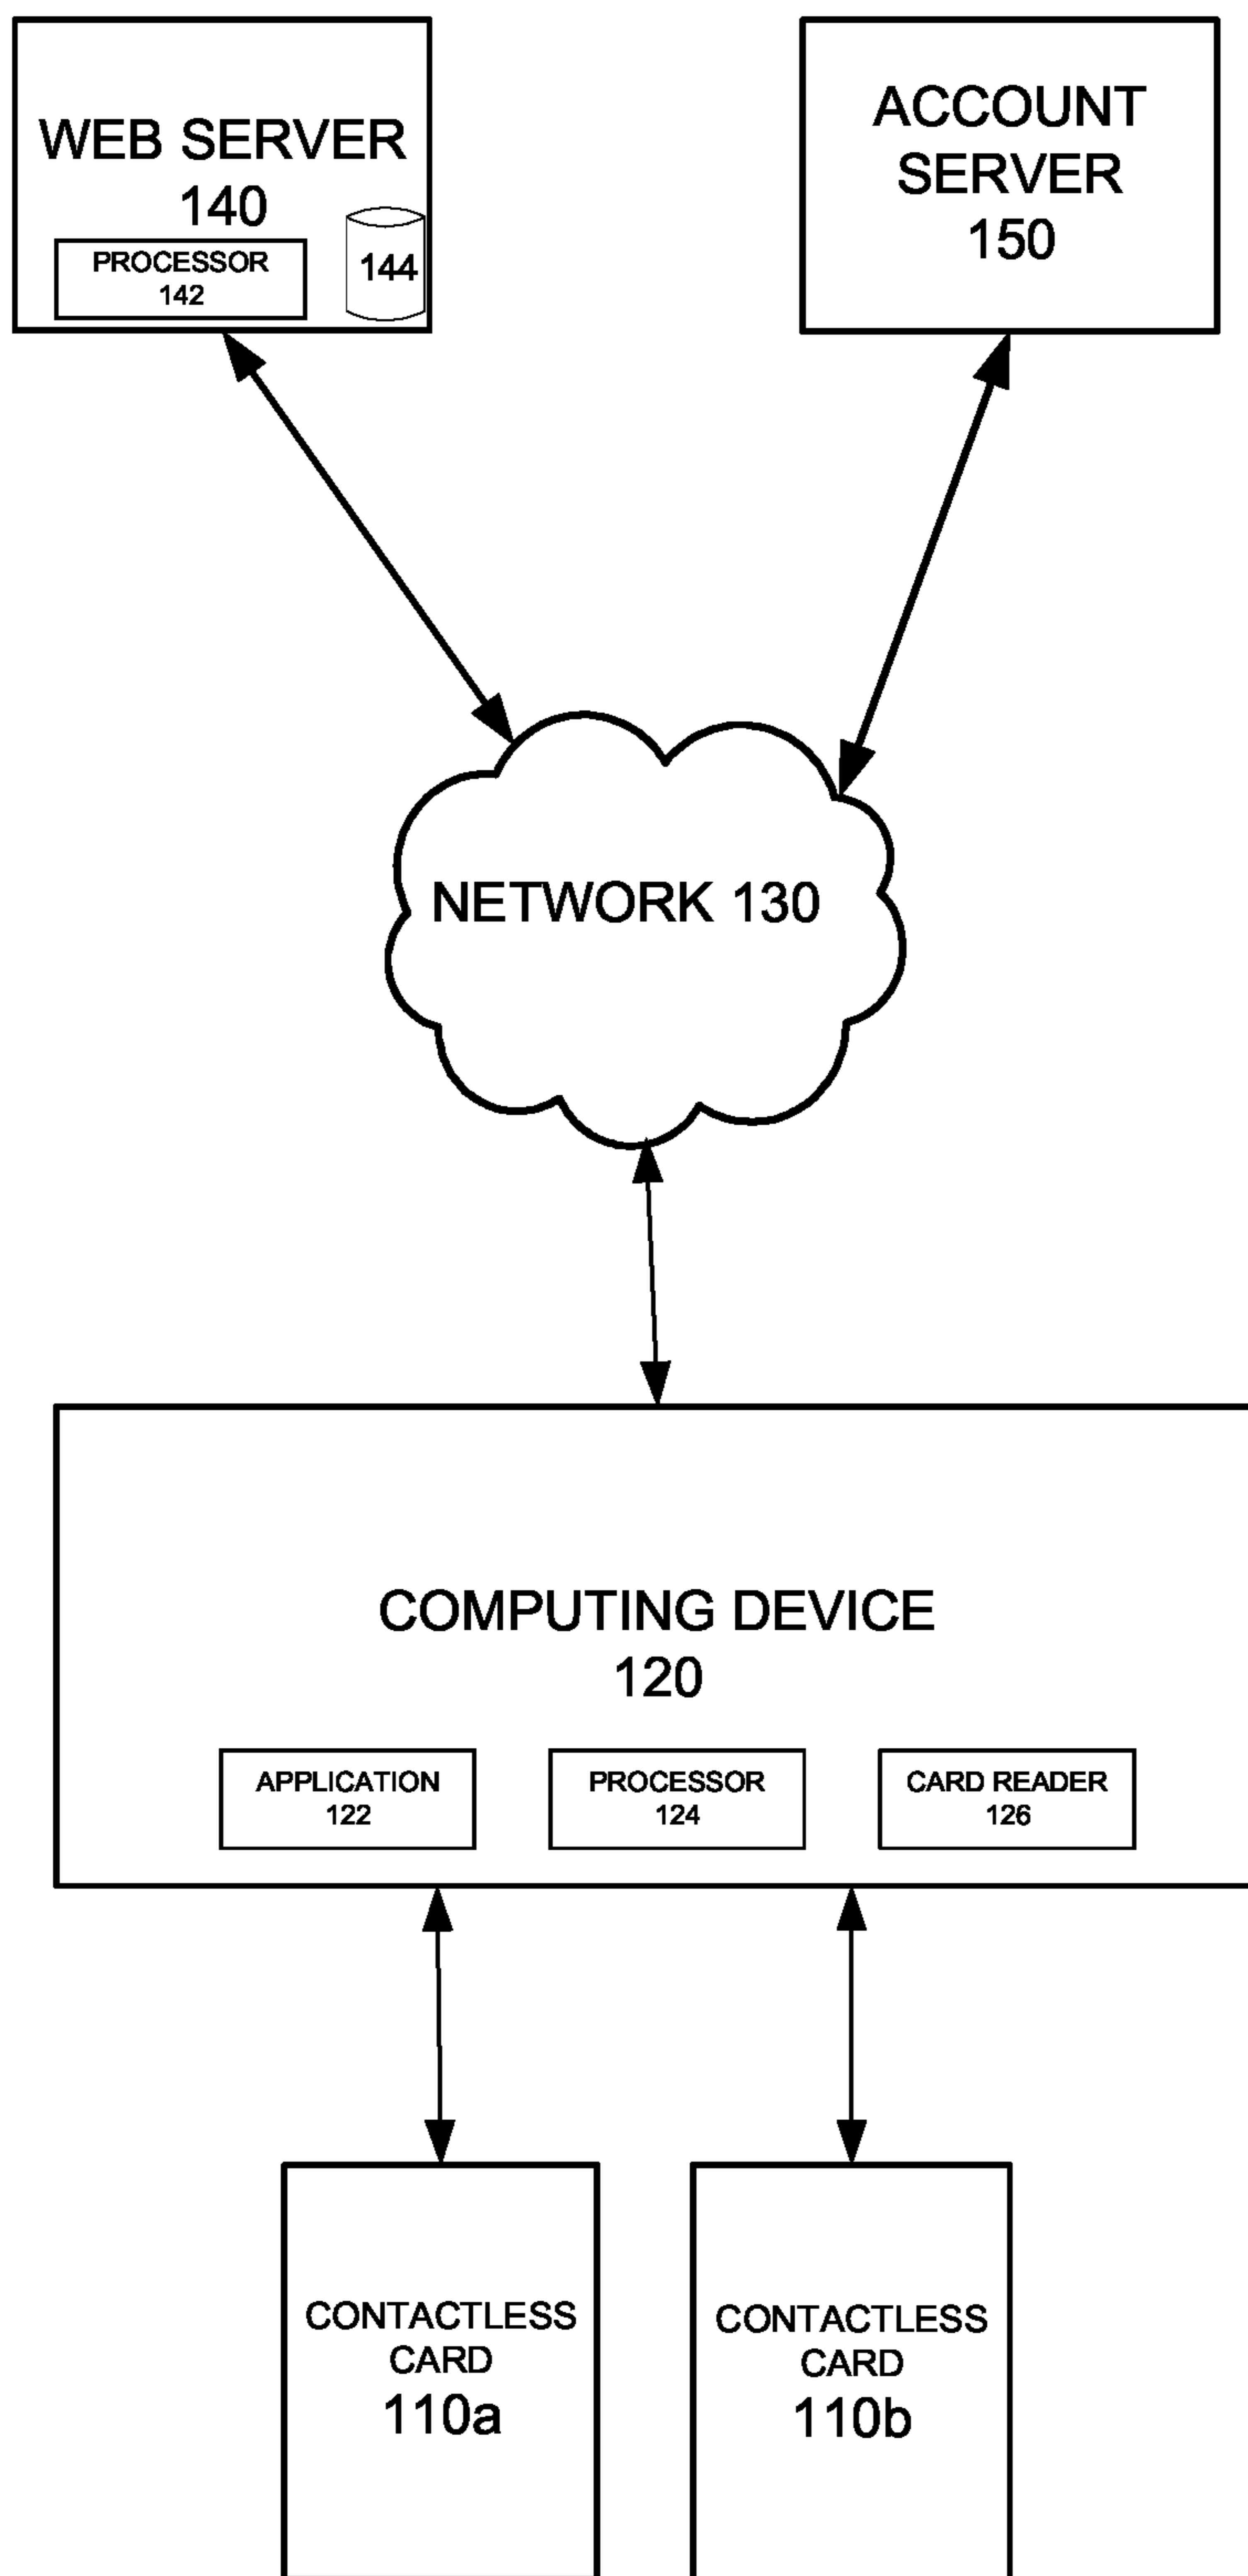 WEB SERVER
140
PROCESSOR
142
144
ACCOUNT
SERVER
150
NETWORK 130
COMPUTING DEVICE
120
APPLICATION
122
PROCESSOR
124
CARD READER
126
CONTACTLESS
CARD
110a
CONTACTLESS
CARD
110b